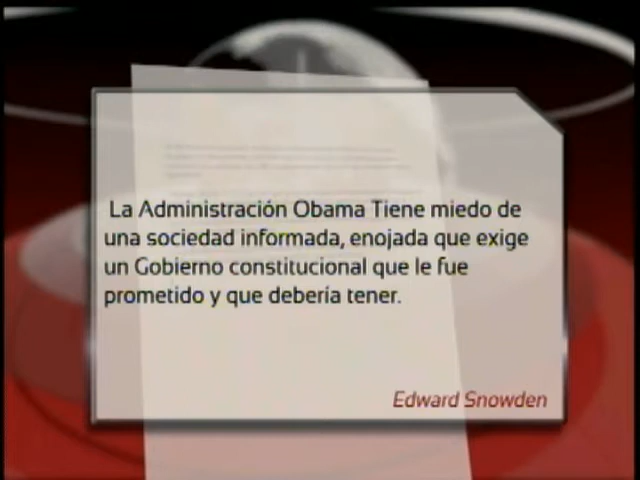 La Administración Obama Tiene miedo de
una sociedad informada, enojada que exige
un Gobierno constitucional que le fue
prometido y que debería tener.
Edward Snowden